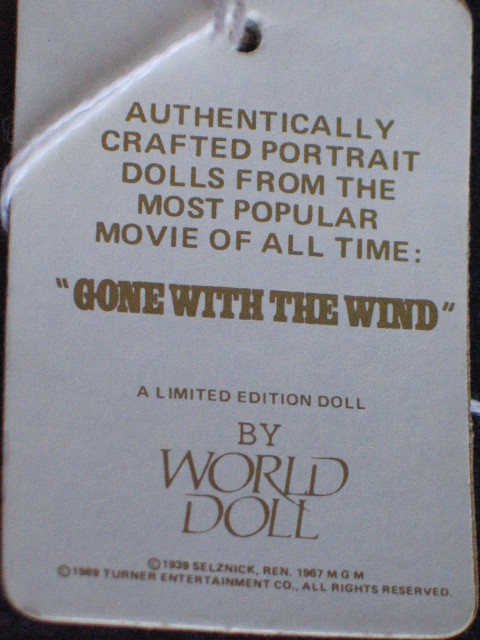 AUTHENTICALLY
CRAFTED PORTRAIT
DOLLS FROM THE
MOST POPULAR
MOVIE OF ALL TIME:
"GONE WITH THE WIND"
A LIMITED EDITION DOLL
BY
WORLD
DOLL
©1939 SELZNICK, REN. 1967 M G M
©1989 TURNER ENTERTAINMENT CO., ALL RIGHTS RESERVED.